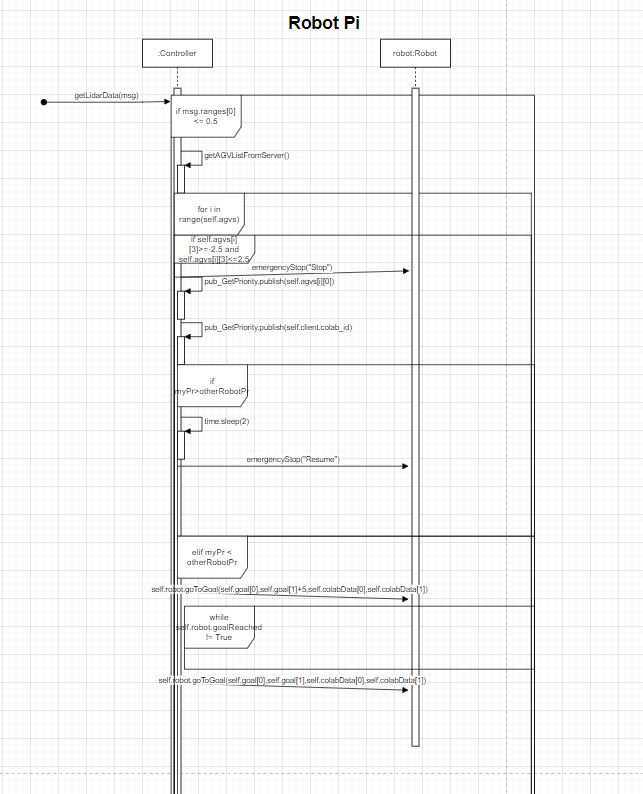 Robot Pi
:Controller
robot:Robot
getLidarData(msg)
if msg.ranges[0]
<= 0.5
getAGVListFromServer()
for i in
range(self.agvs)
if self.agvs[i]
[3]>=-2.5 and
self.agvs[i][3]<=2.5
emergencyStop("Stop")
pub_GetPriority.publish(self.agvs[i][0])
pub_GetPriority.publish(self.client.colab_id)
if
myPr>otherRobotPr
time.sleep(2)
emergencyStop("Resume")
elif myPr <
otherRobotPr
self.robot.goToGoal(self.goal[0],self.goal[1]+5,self.colabData[0],self.colabData[1])
while
self.robot.goalReached
!= True
self.robot.goToGoal(self.goal[0],self.goal[1],self.colabData[0],self.colabData[1])